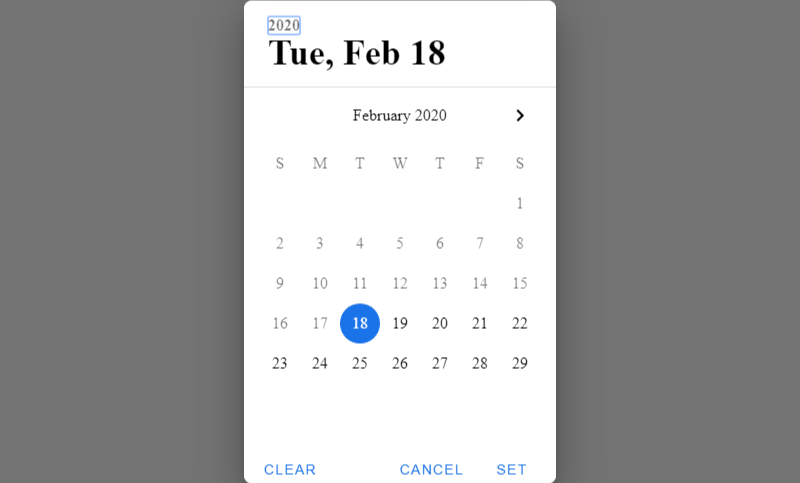 2020
Tue, Feb 18
February 2020
S M T W T F S
1
2 3 4 5 6 7 8
9 10 11 12 13 14 15
16 17 18 19 20 21 22
23 24 25 26 27 28 29
CLEAR CANCEL SET